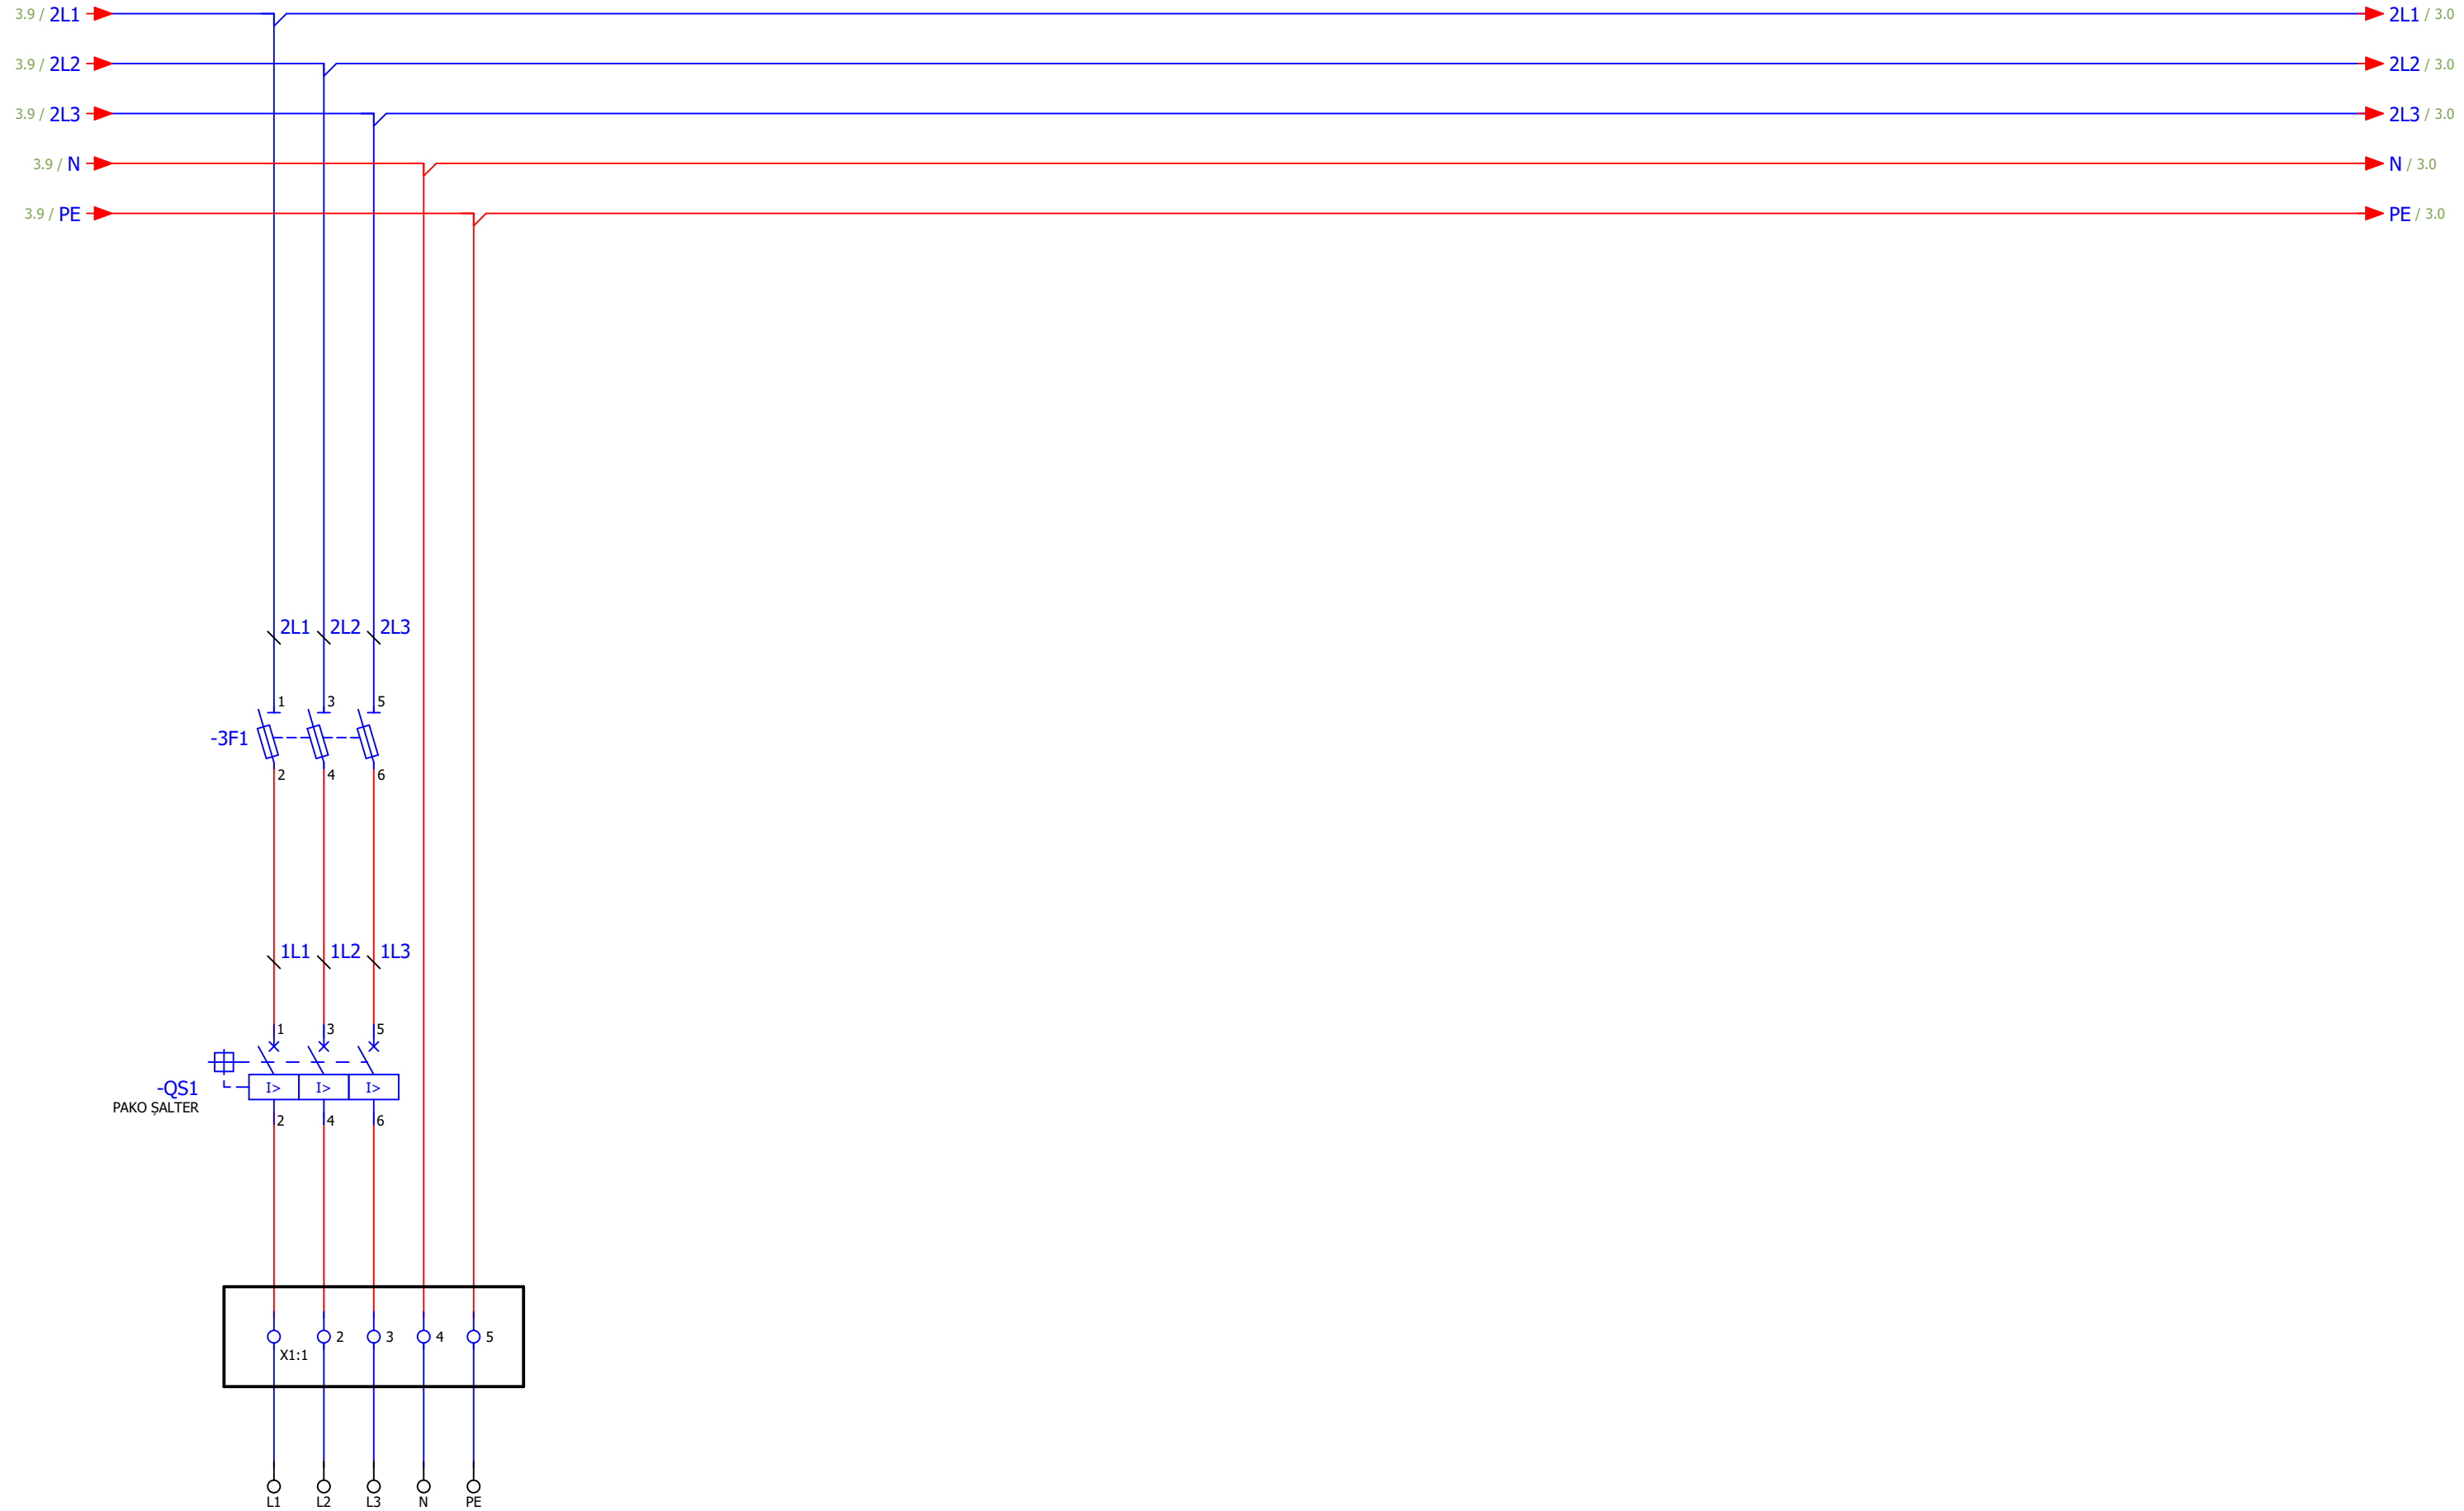 3.9 / 2L1 2L1 / 3.0
3.9 / 2L2 2L2 / 3.0
3.9 / 2L3 2L3 / 3.0
3.9 / N N / 3.0
3.9 / PE PE / 3.0
2L1 2L2 2L3
1 3 5
-3F1
2 4 6
1L1 1L2 1L3
1 3 5
-QS1 I> I> I>
PAKO ŞALTER
2 4 6
2 3 4 5
X1:1
L1 L2 L3 N PE